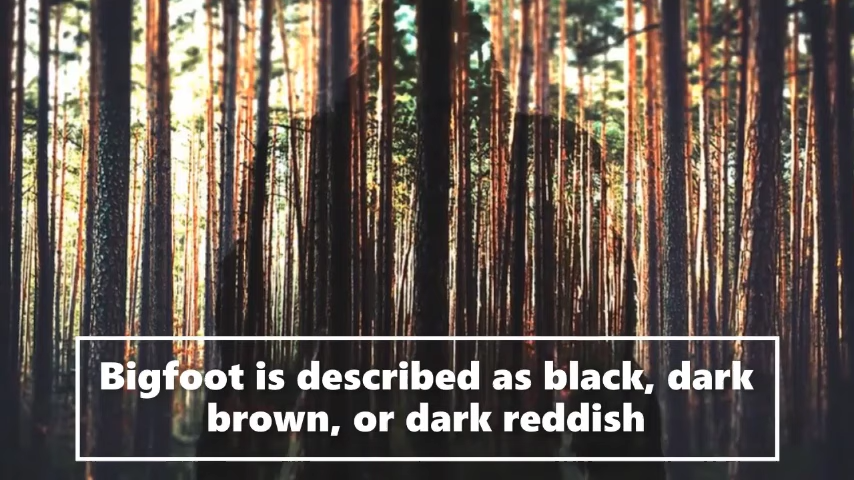 Bigfoot is described as black, dark
brown, or dark reddish